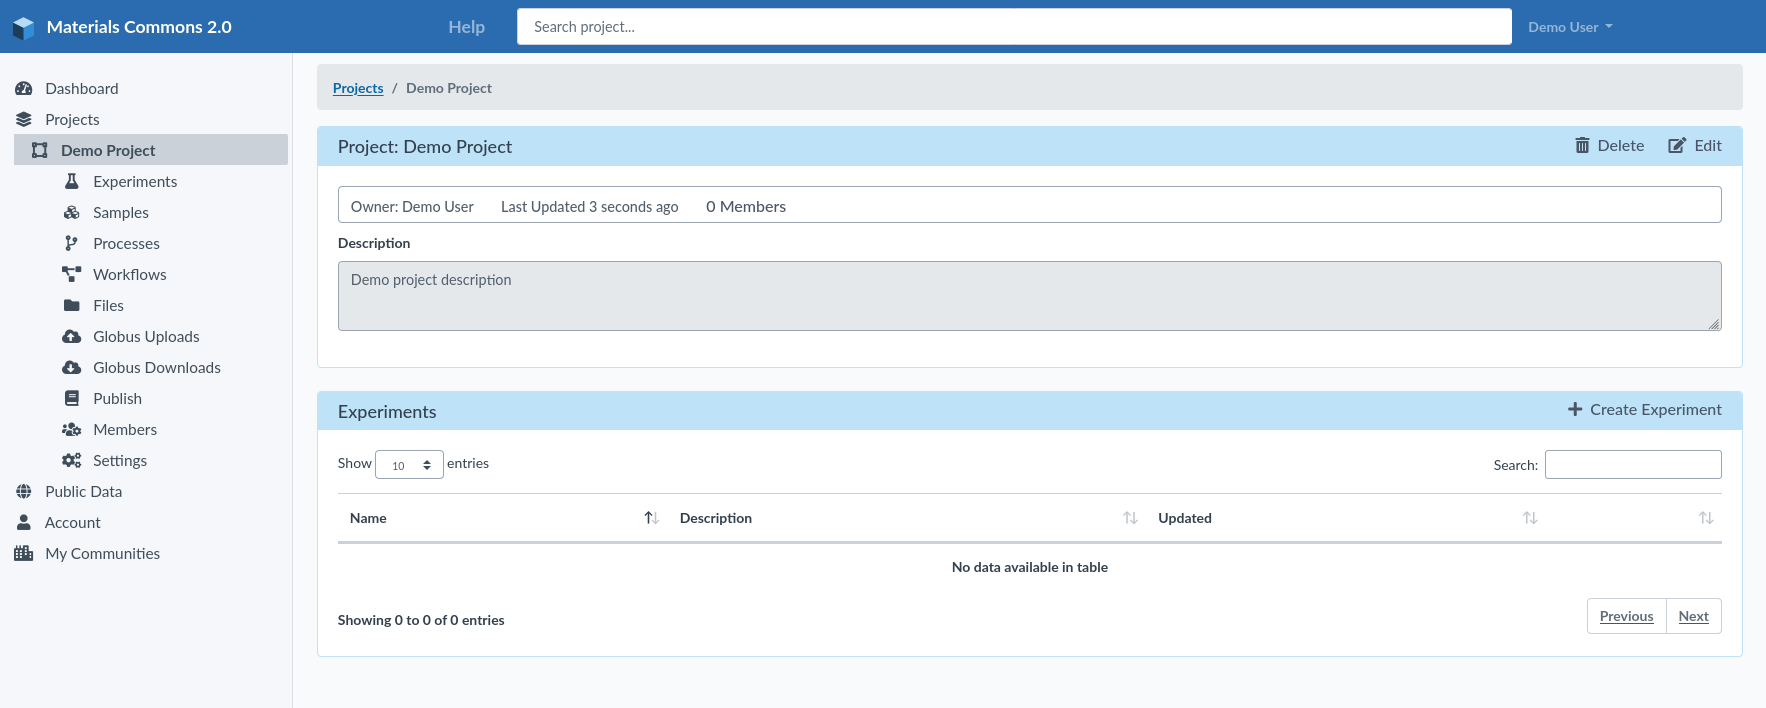 Materials Commons 2.0
Help
Search project...
Demo User
Dashboard
Projects
Demo Project
Experiments
Samples
Processes
Workflows
Files
Globus Uploads
Globus Downloads
Publish
Members
Settings
Public Data
Account
My Communities
Projects / Demo Project
Project: Demo Project
Delete
Edit
Owner: Demo User Last Updated 3 seconds ago 0 Members
Description
Demo project description
Experiments
Create Experiment
Show 10 entries
Search:
Name Description Updated
No data available in table
Showing 0 to 0 of 0 entries
Previous Next